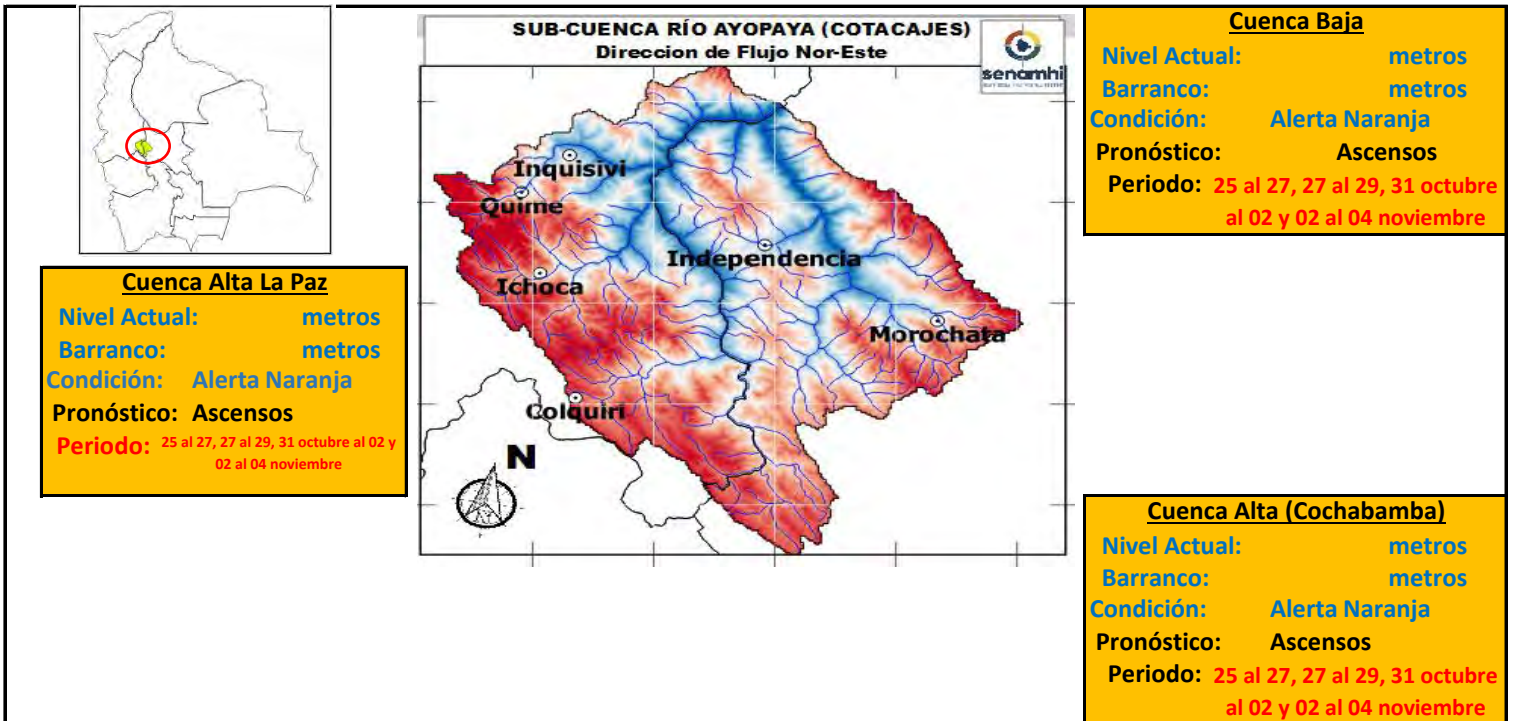 SUB-CUENCA RÍO AYOPAYA (COTACAJES)
Direccion de Flujo Nor-Este
senamhi
Inquisivi
Quime
Independencia
Ichoca
Morochata
Colquiri
N
Cuenca Baja
Nivel Actual: metros
Barranco: metros
Condición: Alerta Naranja
Pronóstico: Ascensos
Periodo: 25 al 27, 27 al 29, 31 octubre
al 02 y 02 al 04 noviembre
Cuenca Alta La Paz
Nivel Actual: metros
Barranco: metros
Condición: Alerta Naranja
Pronóstico: Ascensos
Periodo: 25 al 27, 27 al 29, 31 octubre al 02 y
02 al 04 noviembre
Cuenca Alta (Cochabamba)
Nivel Actual: metros
Barranco: metros
Condición: Alerta Naranja
Pronóstico: Ascensos
Periodo: 25 al 27, 27 al 29, 31 octubre
al 02 y 02 al 04 noviembre